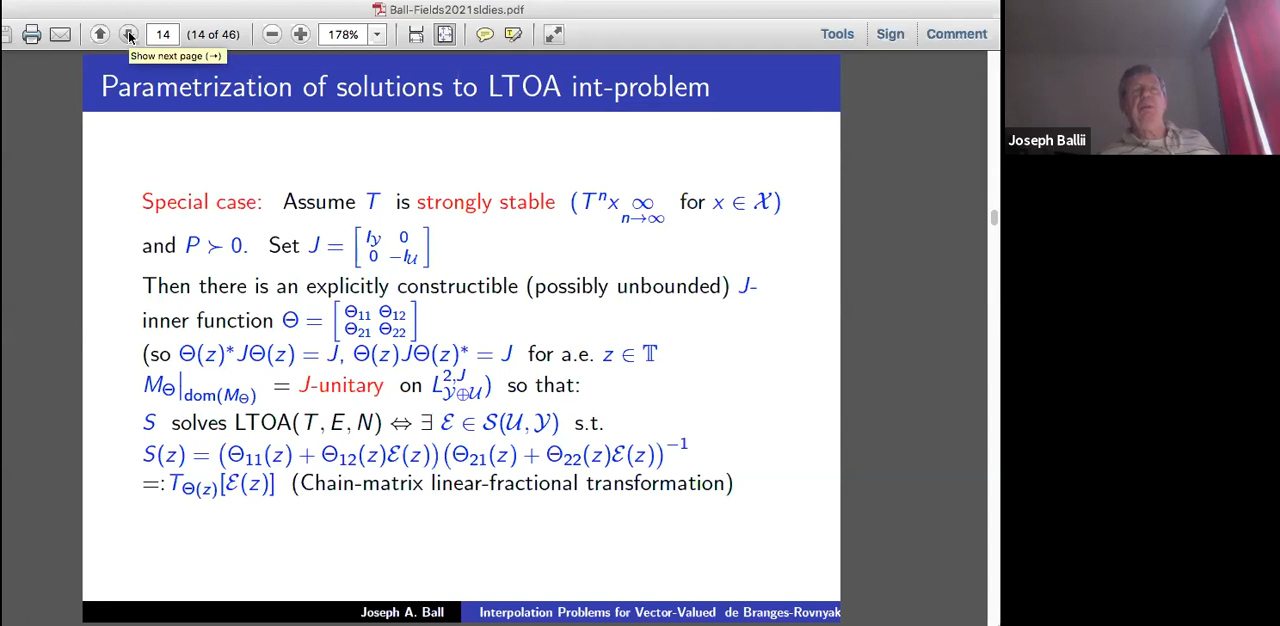 Ball-Fields2021sldies.pdf
14 (14 of 46) 178% Tools Sign Comment
Show next page (→)
Parametrization of solutions to LTOA int-problem
Joseph Ballii
Special case: Assume T is strongly stable (Tⁿx ∞ n→∞ for x ∈ 𝒳)
and P ≻ 0. Set J = [ I_𝒴 0 ; 0 −I_𝒰 ]
Then there is an explicitly constructible (possibly unbounded) J-
inner function Θ = [ Θ₁₁ Θ₁₂ ; Θ₂₁ Θ₂₂ ]
(so Θ(z)*JΘ(z) = J, Θ(z)JΘ(z)* = J for a.e. z ∈ 𝕋
M_Θ|_dom(M_Θ) = J-unitary on L^{2,J}_{𝒴⊕𝒰}) so that:
S solves LTOA(T, E, N) ⇔ ∃ ℰ ∈ 𝒮(𝒰, 𝒴) s.t.
S(z) = (Θ₁₁(z) + Θ₁₂(z)ℰ(z))(Θ₂₁(z) + Θ₂₂(z)ℰ(z))⁻¹
=: T_Θ(z)[ℰ(z)] (Chain-matrix linear-fractional transformation)
Joseph A. Ball Interpolation Problems for Vector-Valued de Branges-Rovnyak